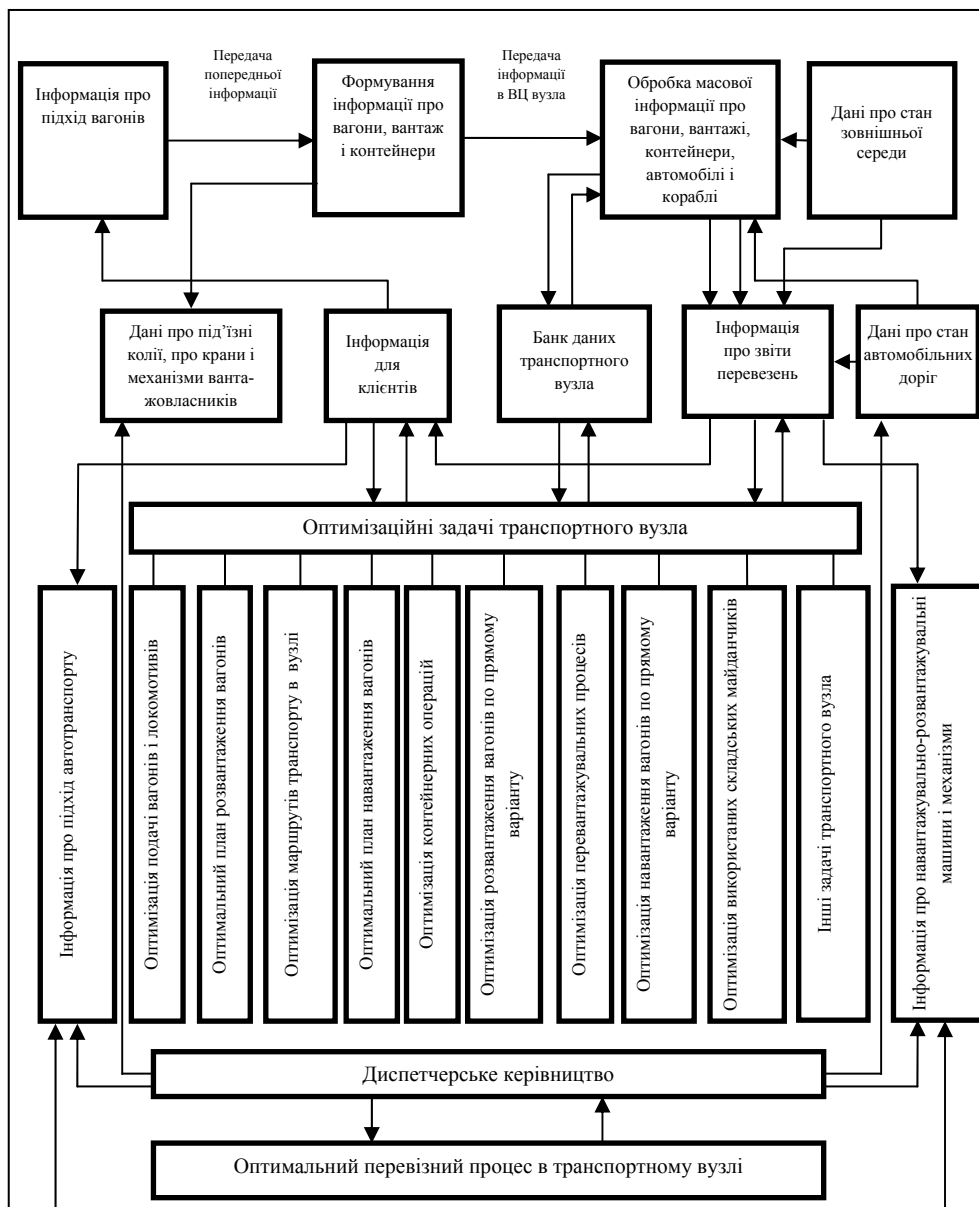 Передача
попередньої
інформації
Передача
інформації
в ВЦ вузла
Інформація про
підхід вагонів
Формування
інформації про
вагони, вантаж
і контейнери
Обробка масової
інформації про
вагони, вантажі,
контейнери,
автомобілі і
кораблі
Дані про стан
зовнішньої
середи
Дані про під’їзні
колії, про крани і
механізми ванта-
жовласників
Інформація
для
клієнтів
Банк даних
транспортного
вузла
Інформація
про звіти
перевезень
Дані про стан
автомобільних
доріг
Оптимізаційні задачі транспортного вузла
Інформація про підхід автотранспорту
Оптимізація подачі вагонів і локомотивів
Оптимальний план розвантаження вагонів
Оптимізація маршрутів транспорту в вузлі
Оптимальний план навантаження вагонів
Оптимізація контейнерних операцій
Оптимізація розвантаження вагонів по прямому
варіанту
Оптимізація перевантажувальних процесів
Оптимізація навантаження вагонів по прямому
варіанту
Оптимізація використаних складських майданчиків
Інші задачі транспортного вузла
Інформація про навантажувально-розвантажувальні
машини і механізми
Диспетчерське керівництво
Оптимальний перевізний процес в транспортному вузлі